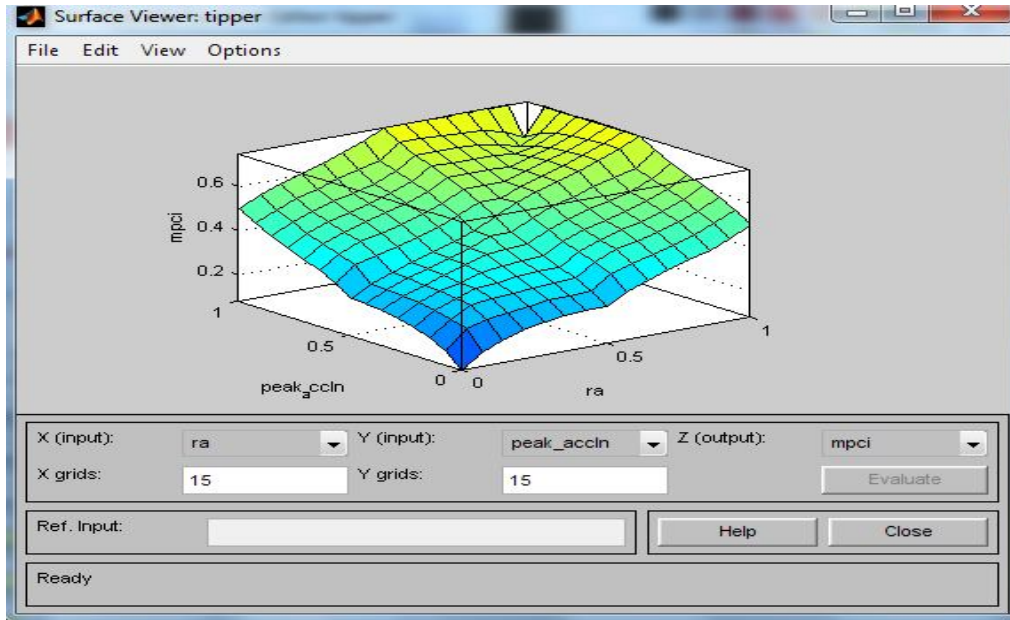 Surface Viewer: tipper
File Edit View Options
0.6
0.4
0.2
mpci
1
0.5
0
peak_accln
0
0.5
1
ra
X (input): ra Y (input): peak_accln Z (output): mpci
X grids: 15 Y grids: 15 Evaluate
Ref. Input: Help Close
Ready